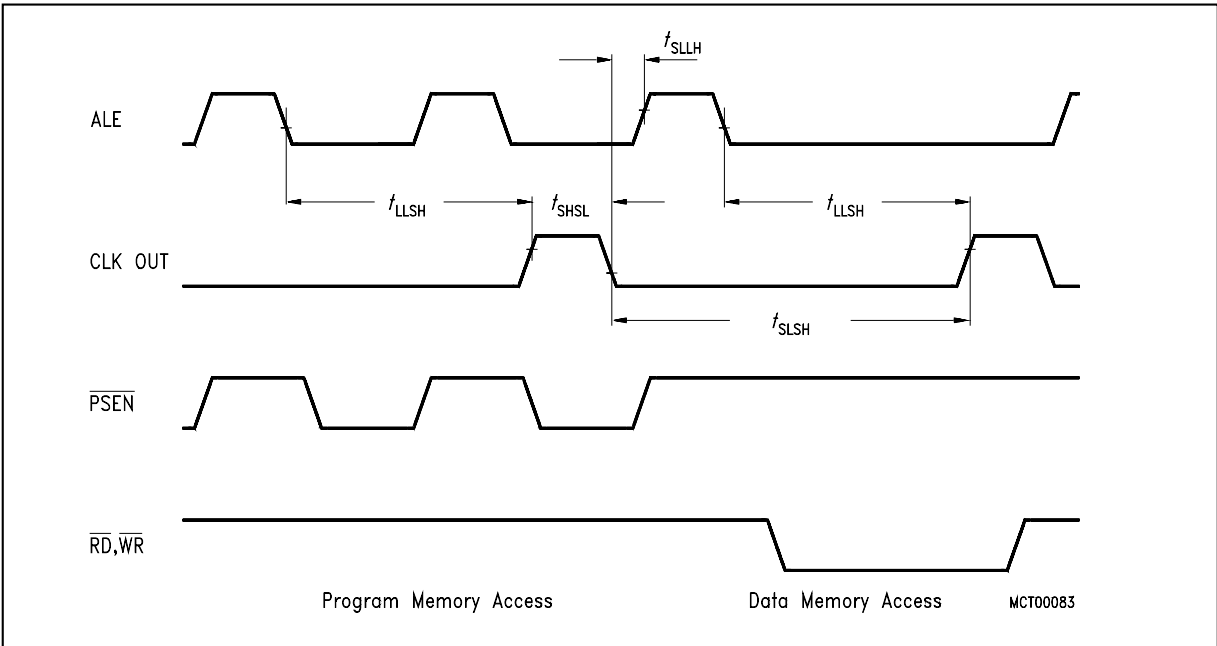 tSLLH
ALE
tLLSH tSHSL tLLSH
CLK OUT
tSLSH
PSEN
RD,WR
Program Memory Access Data Memory Access MCT00083